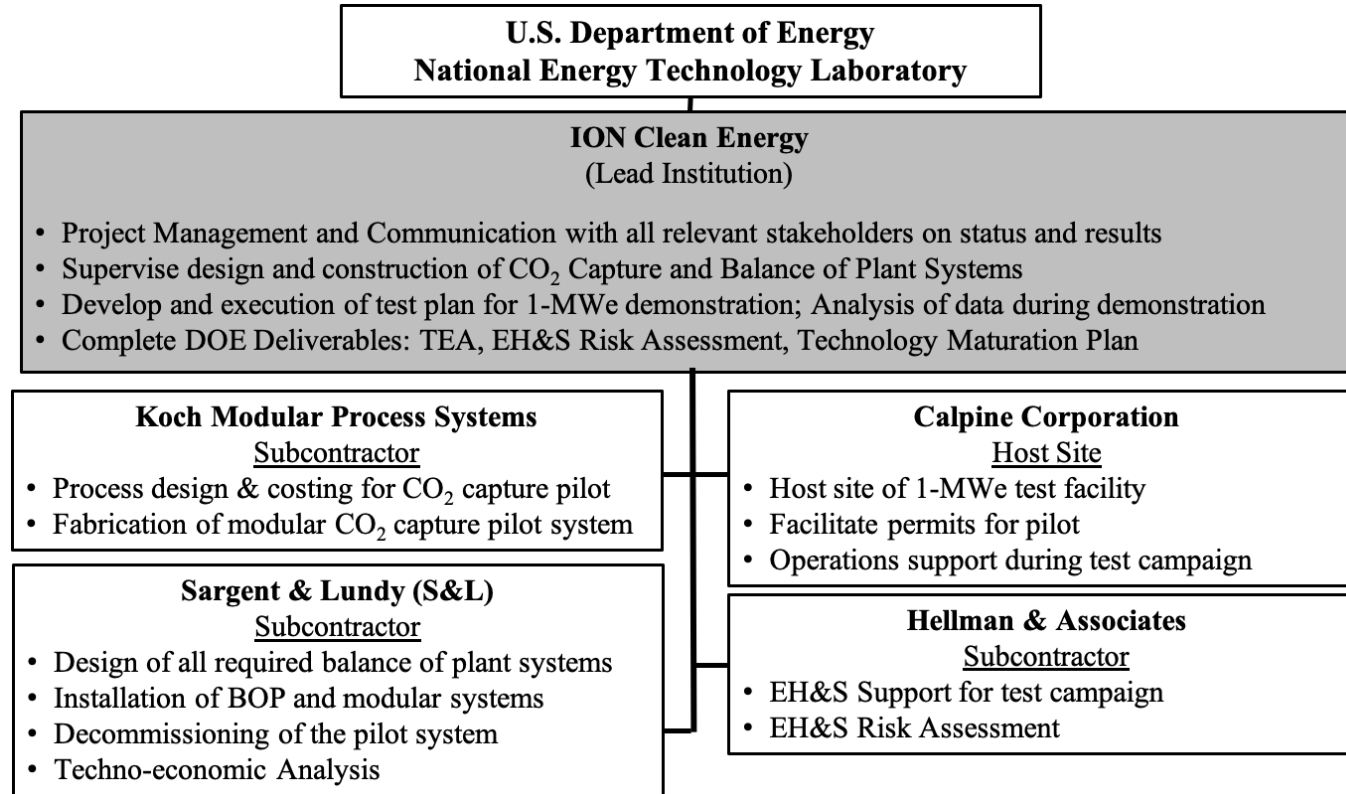 U.S. Department of Energy
National Energy Technology Laboratory
ION Clean Energy
(Lead Institution)
• Project Management and Communication with all relevant stakeholders on status and results
• Supervise design and construction of CO₂ Capture and Balance of Plant Systems
• Develop and execution of test plan for 1-MWe demonstration; Analysis of data during demonstration
• Complete DOE Deliverables: TEA, EH&S Risk Assessment, Technology Maturation Plan
Koch Modular Process Systems
Subcontractor
• Process design & costing for CO₂ capture pilot
• Fabrication of modular CO₂ capture pilot system
Calpine Corporation
Host Site
• Host site of 1-MWe test facility
• Facilitate permits for pilot
• Operations support during test campaign
Sargent & Lundy (S&L)
Subcontractor
• Design of all required balance of plant systems
• Installation of BOP and modular systems
• Decommissioning of the pilot system
• Techno-economic Analysis
Hellman & Associates
Subcontractor
• EH&S Support for test campaign
• EH&S Risk Assessment